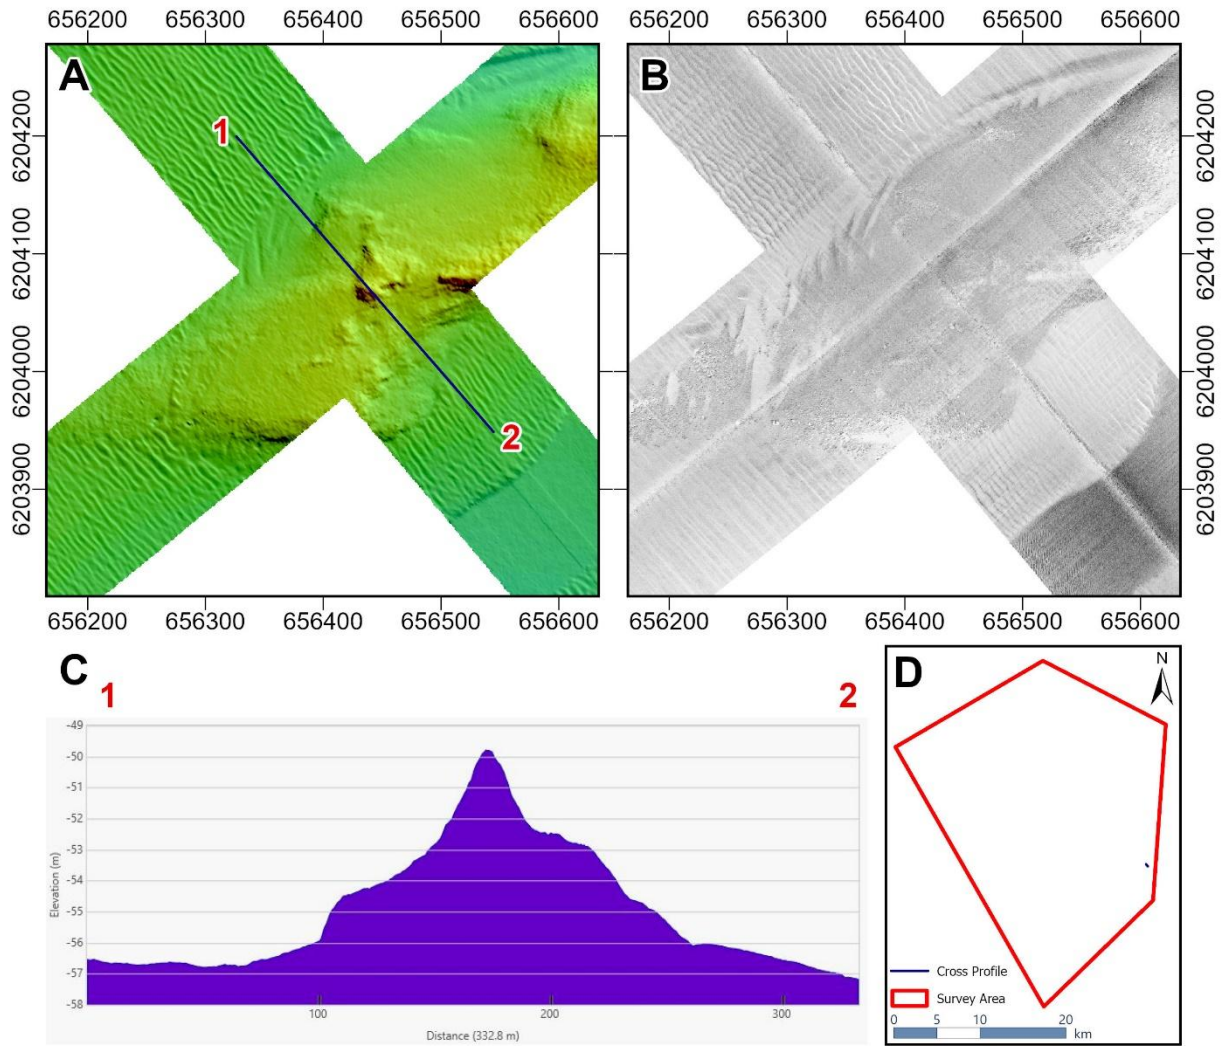 656200 656300 656400 656500 656600 656200 656300 656400 656500 656600
A
B
1
2
6204200
6204100
6204000
6203900
6204200
6204100
6204000
6203900
656200 656300 656400 656500 656600 656200 656300 656400 656500 656600
C
1
2
-49
-50
-51
-52
-53
-54
-55
-56
-57
-58
Elevation (m)
100 200 300
Distance (332.8 m)
D
N
Cross Profile
Survey Area
0 5 10 20
km